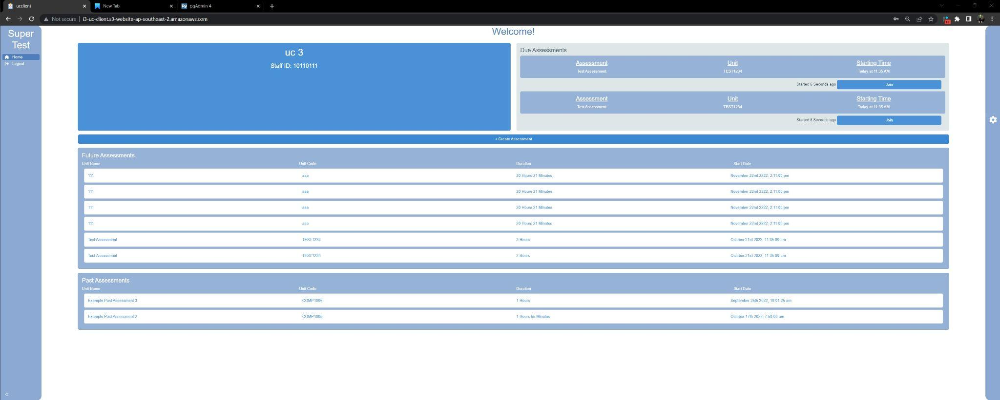 ucclient
New Tab
pgAdmin 4
Not secure
i3-uc-client.s3-website-ap-southeast-2.amazonaws.com
12
Super
Test
Home
Logout
Welcome!
uc 3
Staff ID: 10110111
Due Assessments
Assessment Unit Starting Time
Test Assessment TEST1234 Today at 11:35 AM
Started 6 Seconds ago Join
Assessment Unit Starting Time
Test Assessment TEST1234 Today at 11:35 AM
Started 6 Seconds ago Join
+ Create Assessment
Future Assessments
Unit Name Unit Code Duration Start Date
111 aaa 20 Hours 21 Minutes November 22nd 2222, 2:11:00 pm
111 aaa 20 Hours 21 Minutes November 22nd 2222, 2:11:00 pm
111 aaa 20 Hours 21 Minutes November 22nd 2222, 2:11:00 pm
111 aaa 20 Hours 21 Minutes November 22nd 2222, 2:11:00 pm
Test Assessment TEST1234 2 Hours October 21st 2022, 11:35:00 am
Test Assessment TEST1234 2 Hours October 21st 2022, 11:35:00 am
Past Assessments
Unit Name Unit Code Duration Start Date
Example Past Assessment 3 COMP1006 1 Hours September 25th 2022, 10:01:25 am
Example Past Assessment 2 COMP1005 1 Hours 55 Minutes October 17th 2022, 7:50:00 am